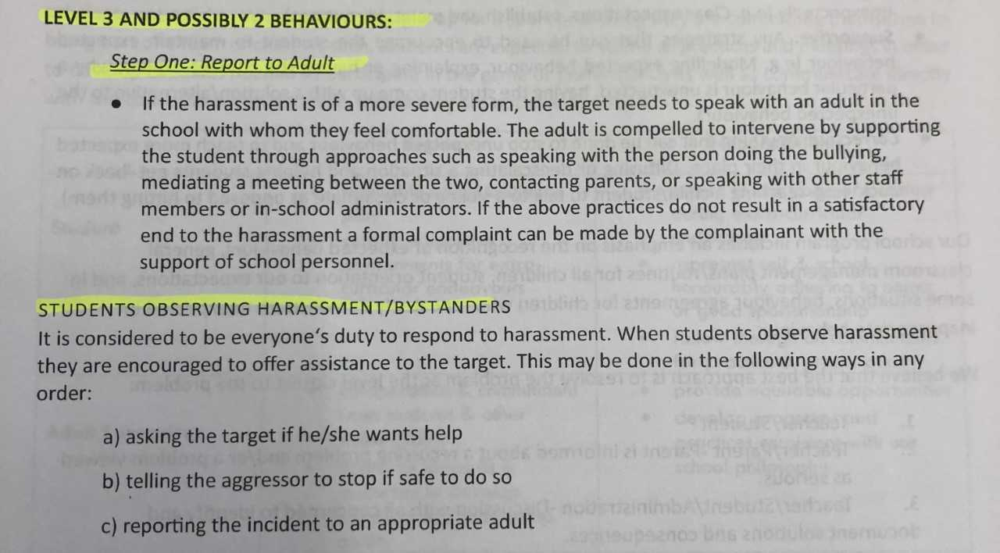 LEVEL 3 AND POSSIBLY 2 BEHAVIOURS:
Step One: Report to Adult
• If the harassment is of a more severe form, the target needs to speak with an adult in the
school with whom they feel comfortable. The adult is compelled to intervene by supporting
the student through approaches such as speaking with the person doing the bullying,
mediating a meeting between the two, contacting parents, or speaking with other staff
members or in-school administrators. If the above practices do not result in a satisfactory
end to the harassment a formal complaint can be made by the complainant with the
support of school personnel.
STUDENTS OBSERVING HARASSMENT/BYSTANDERS
It is considered to be everyone's duty to respond to harassment. When students observe harassment
they are encouraged to offer assistance to the target. This may be done in the following ways in any
order:
a) asking the target if he/she wants help
b) telling the aggressor to stop if safe to do so
c) reporting the incident to an appropriate adult